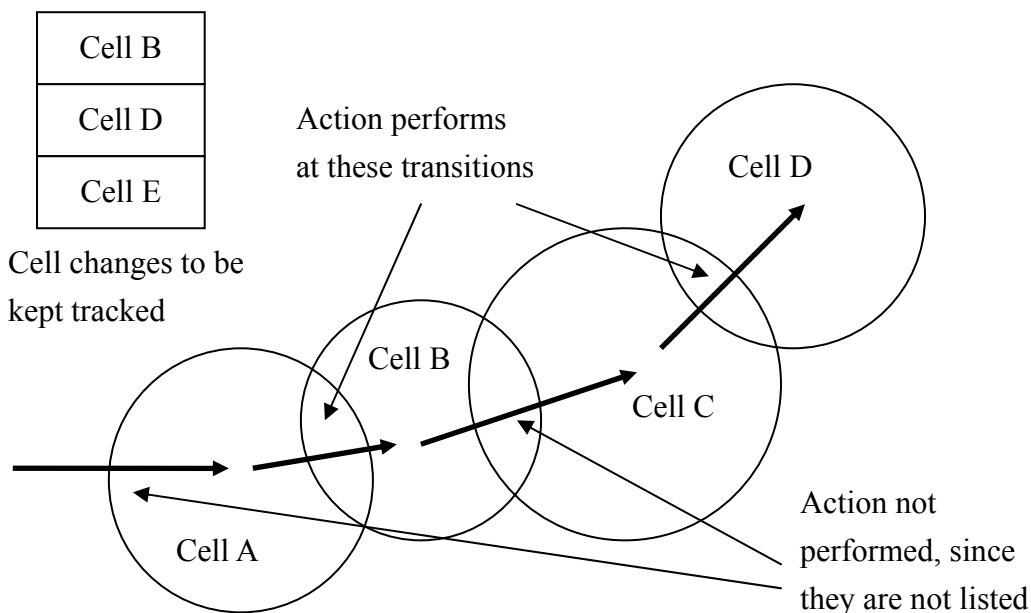 Cell B
Cell D
Cell E
Cell changes to be
kept tracked
Action performs
at these transitions
Cell D
Cell B
Cell C
Cell A
Action not
performed, since
they are not listed